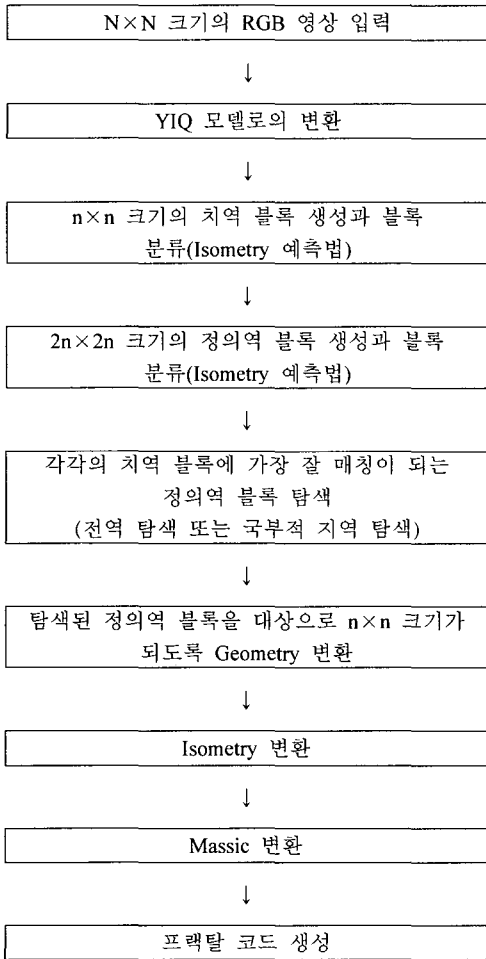 N×N 크기의 RGB 영상 입력
↓
YIQ 모델로의 변환
↓
n×n 크기의 치역 블록 생성과 블록
분류(Isometry 예측법)
↓
2n×2n 크기의 정의역 블록 생성과 블록
분류(Isometry 예측법)
↓
각각의 치역 블록에 가장 잘 매칭이 되는
정의역 블록 탐색
(전역 탐색 또는 국부적 지역 탐색)
↓
탐색된 정의역 블록을 대상으로 n×n 크기가
되도록 Geometry 변환
↓
Isometry 변환
↓
Massic 변환
↓
프랙탈 코드 생성